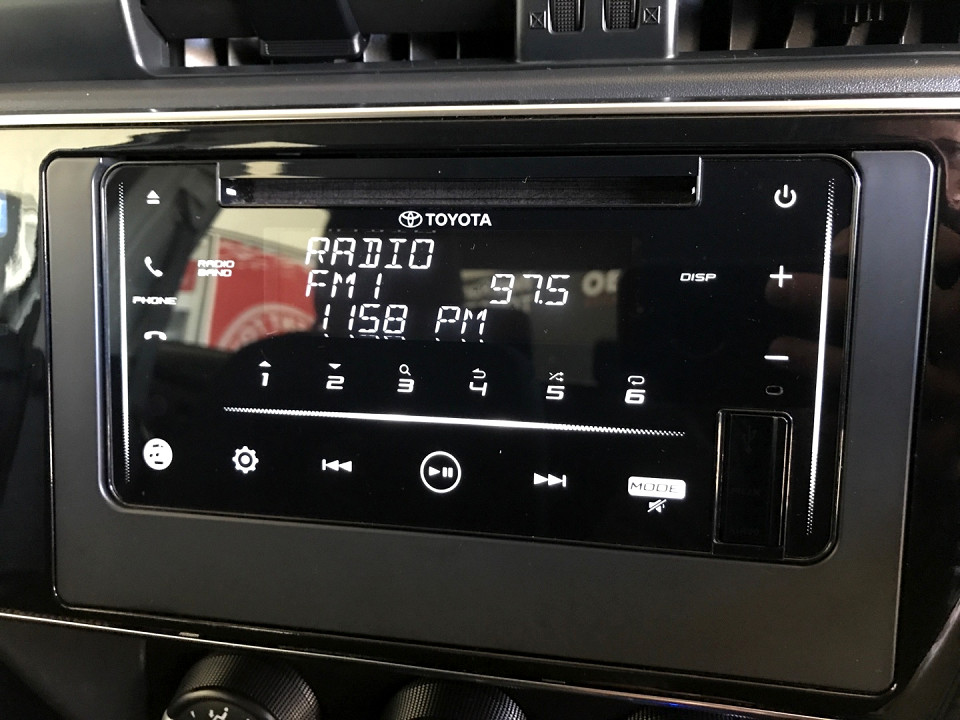 TOYOTA
RADIO
RADIO
BAND
FM1 97.5
DISP
PHONE
11:58 PM
1 2 3 4 5 6
MODE